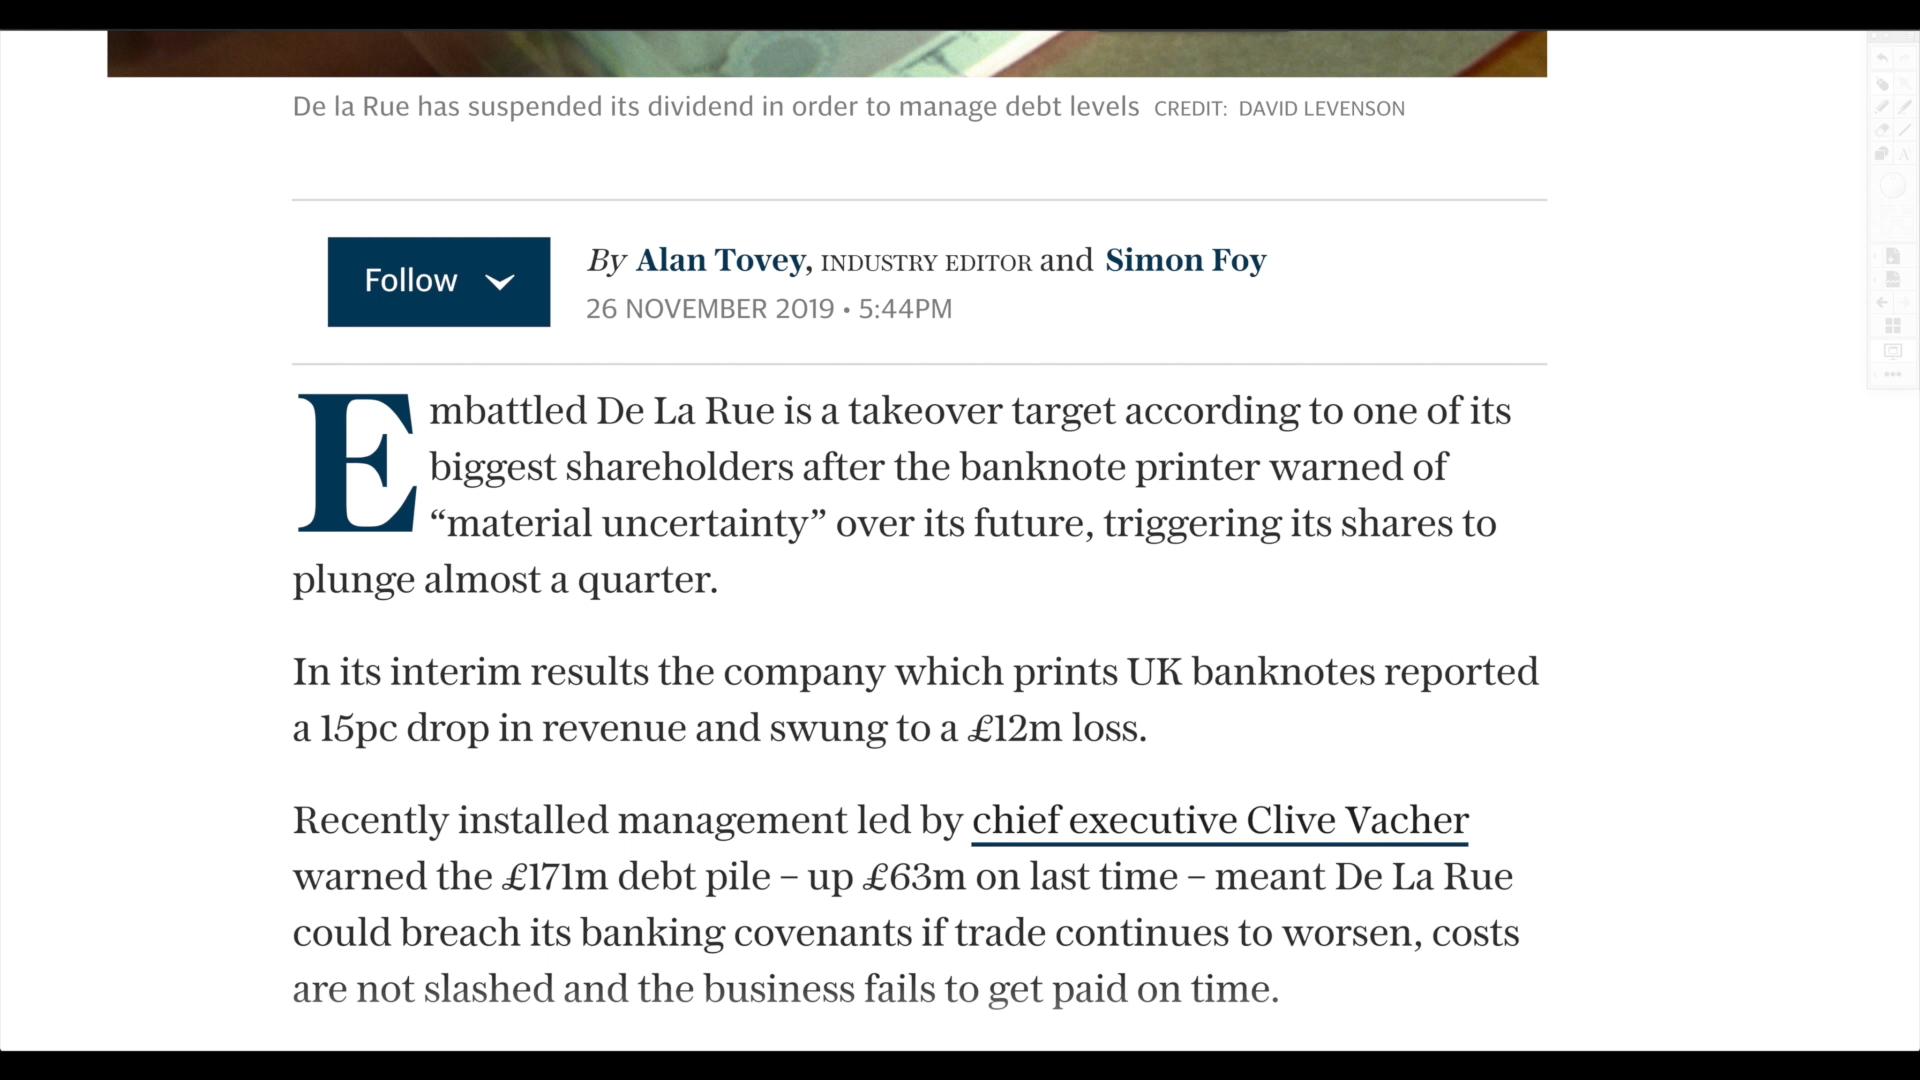 De la Rue has suspended its dividend in order to manage debt levels CREDIT: DAVID LEVENSON
Follow
By Alan Tovey, INDUSTRY EDITOR and Simon Foy
26 NOVEMBER 2019 • 5:44PM
Embattled De La Rue is a takeover target according to one of its
biggest shareholders after the banknote printer warned of
“material uncertainty” over its future, triggering its shares to
plunge almost a quarter.
In its interim results the company which prints UK banknotes reported
a 15pc drop in revenue and swung to a £12m loss.
Recently installed management led by chief executive Clive Vacher
warned the £171m debt pile – up £63m on last time – meant De La Rue
could breach its banking covenants if trade continues to worsen, costs
are not slashed and the business fails to get paid on time.